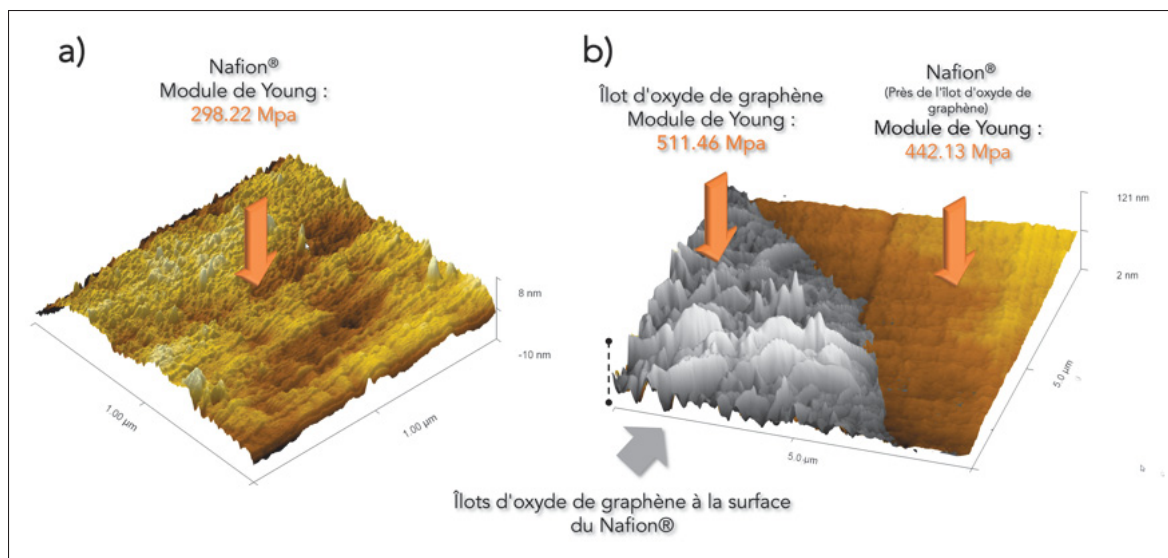 a)
Nafion®
Module de Young :
298.22 Mpa
8 nm
-10 nm
1.00 µm
1.00 µm
b)
Îlot d'oxyde de graphène
Module de Young :
511.46 Mpa
Nafion®
(Près de l'îlot d'oxyde de
graphène)
Module de Young :
442.13 Mpa
121 nm
2 nm
5.0 µm
5.0 µm
Îlots d'oxyde de graphène à la surface
du Nafion®